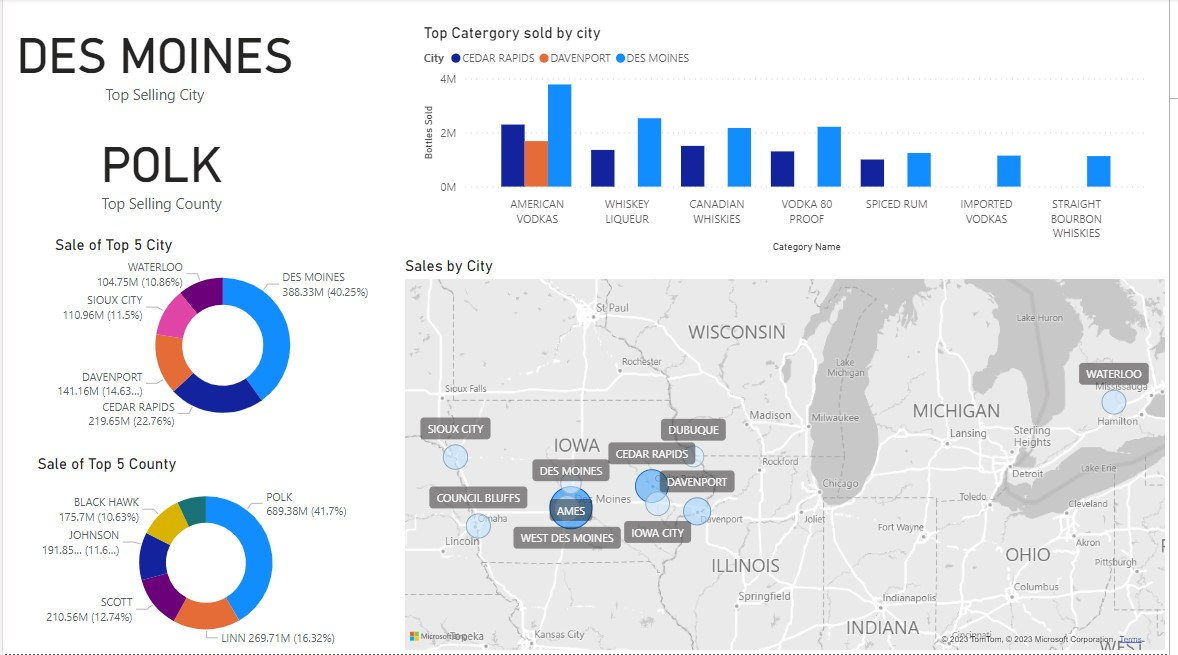 DES MOINES
Top Selling City
POLK
Top Selling County
Sale of Top 5 City
WATERLOO
104.75M (10.86%)
SIOUX CITY
110.96M (11.5%)
DAVENPORT
141.16M (14.63...)
CEDAR RAPIDS
219.65M (22.76%)
DES MOINES
388.33M (40.25%)
Sale of Top 5 County
BLACK HAWK
175.7M (10.63%)
JOHNSON
191.85... (11.6...)
SCOTT
210.56M (12.74%)
LINN 269.71M (16.32%)
POLK
689.38M (41.7%)
Top Catergory sold by city
City CEDAR RAPIDS DAVENPORT DES MOINES
Bottles Sold
4M
2M
0M
AMERICAN
VODKAS
WHISKEY
LIQUEUR
CANADIAN
WHISKIES
VODKA 80
PROOF
SPICED RUM
IMPORTED
VODKAS
STRAIGHT
BOURBON
WHISKIES
Category Name
Sales by City
St Paul
WISCONSIN
Lake Huron
Rochester
Lake
Michigan
WATERLOO
Mississauga
Sioux Falls
Hamilton
MICHIGAN
Madison
Milwaukee
SIOUX CITY
DUBUQUE
Lansing
Sterling
Heights
IOWA
CEDAR RAPIDS
Rockford
DES MOINES
Lake Erie
Detroit
DAVENPORT
Chicago
COUNCIL BLUFFS
Moines
Toledo
Cleveland
AMES
Omaha
Davenport
Joliet
Fort Wayne
IOWA CITY
WEST DES MOINES
Lincoln
Akron
OHIO
Pittsburgh
ILLINOIS
Columbus
Springfield
Indianapolis
INDIANA
Kansas City
Topeka
Microsoft
Cincinnati
© 2023 TomTom, © 2023 Microsoft Corporation, Terms
WEST